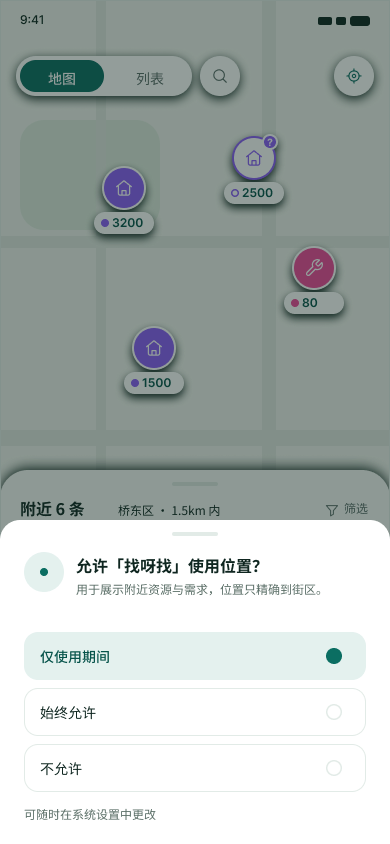 9:41
地图
列表
?
2500
3200
80
1500
附近 6 条
桥东区 · 1.5km 内
筛选
允许「找呀找」使用位置?
用于展示附近资源与需求，位置只精确到街区。
仅使用期间
始终允许
不允许
可随时在系统设置中更改